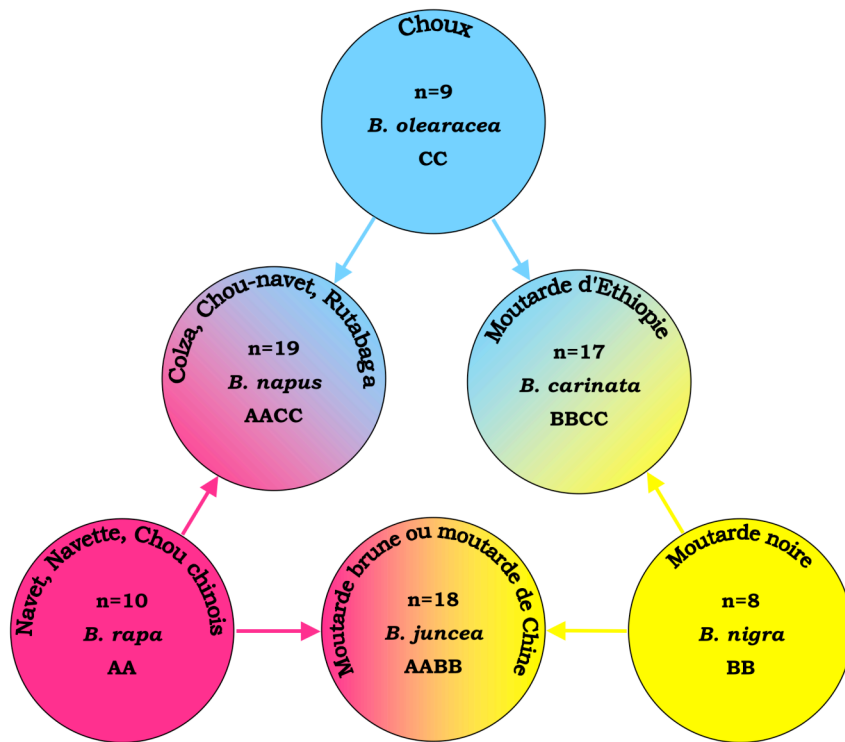 Choux
n=9
B. olearacea
CC
Colza, Chou-navet, Rutabaga
n=19
B. napus
AACC
Moutarde d'Ethiopie
n=17
B. carinata
BBCC
Navet, Navette, Chou chinois
n=10
B. rapa
AA
Moutarde brune ou moutarde de Chine
n=18
B. juncea
AABB
Moutarde noire
n=8
B. nigra
BB